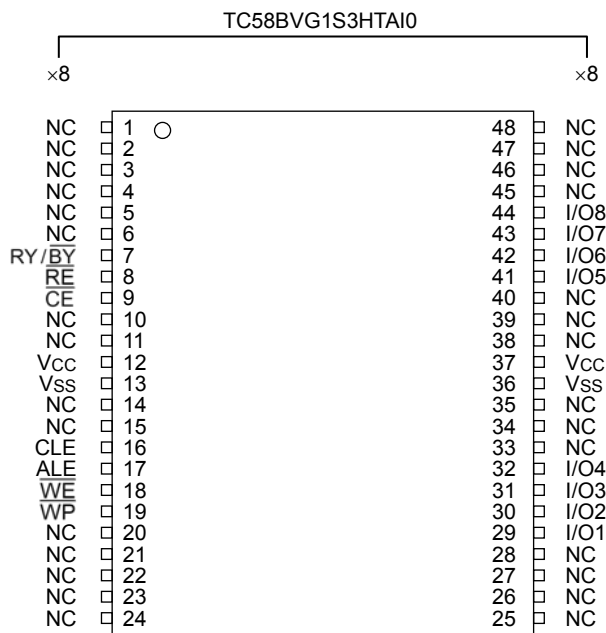 TC58BVG1S3HTAI0
×8 ×8
NC 1 48 NC
NC 2 47 NC
NC 3 46 NC
NC 4 45 NC
NC 5 44 I/O8
NC 6 43 I/O7
RY/B̅Y̅ 7 42 I/O6
R̅E̅ 8 41 I/O5
C̅E̅ 9 40 NC
NC 10 39 NC
NC 11 38 NC
VCC 12 37 VCC
VSS 13 36 VSS
NC 14 35 NC
NC 15 34 NC
CLE 16 33 NC
ALE 17 32 I/O4
W̅E̅ 18 31 I/O3
W̅P̅ 19 30 I/O2
NC 20 29 I/O1
NC 21 28 NC
NC 22 27 NC
NC 23 26 NC
NC 24 25 NC